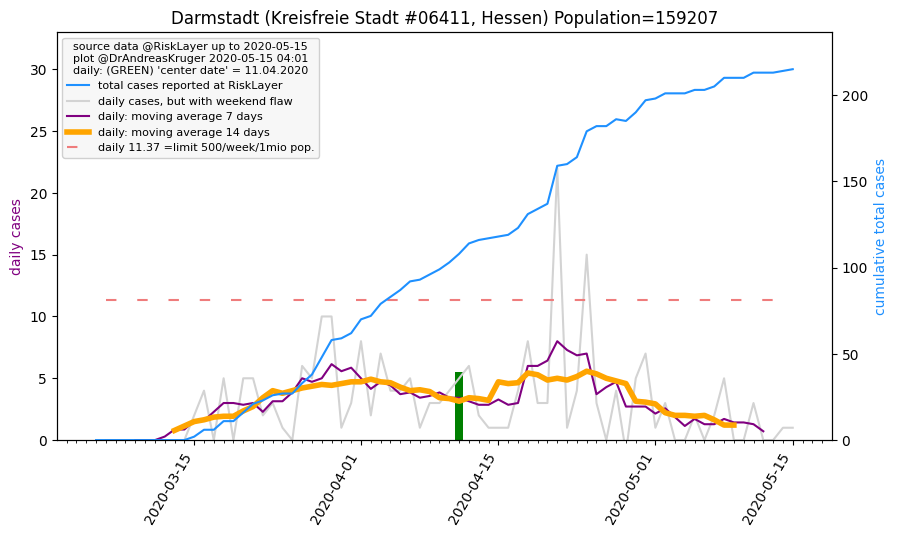 Darmstadt (Kreisfreie Stadt #06411, Hessen) Population=159207
source data @RiskLayer up to 2020-05-15
plot @DrAndreasKruger 2020-05-15 04:01
daily: (GREEN) 'center date' = 11.04.2020
total cases reported at RiskLayer
daily cases, but with weekend flaw
daily: moving average 7 days
daily: moving average 14 days
daily 11.37 =limit 500/week/1mio pop.
daily cases
30
25
20
15
10
5
0
200
150
100
50
0
cumulative total cases
2020-03-15
2020-04-01
2020-04-15
2020-05-01
2020-05-15